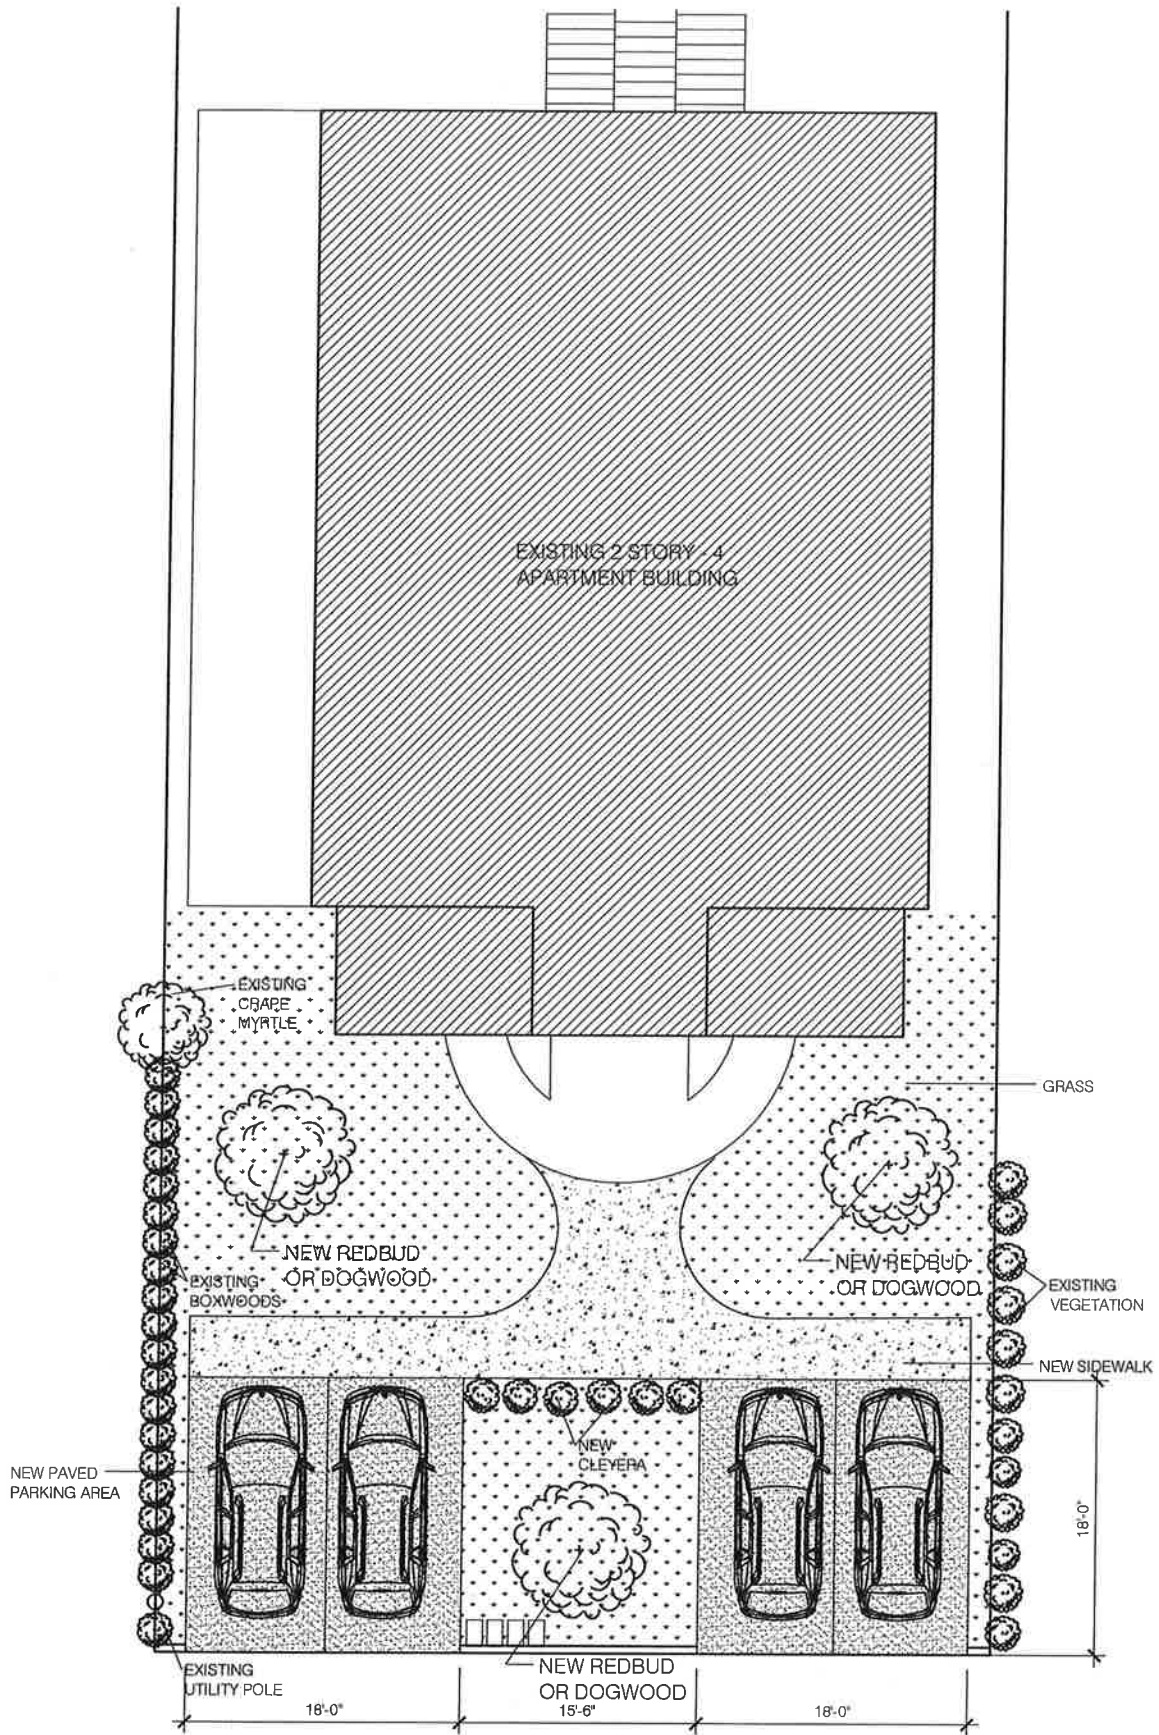 EXISTING 2 STORY - 4
APARTMENT BUILDING
EXISTING
CRAPE
MYRTLE
GRASS
NEW REDBUD
OR DOGWOOD
NEW REDBUD
OR DOGWOOD
EXISTING
BOXWOODS
EXISTING
VEGETATION
NEW SIDEWALK
NEW
CLEYERA
NEW PAVED
PARKING AREA
18'-0"
EXISTING
UTILITY POLE
NEW REDBUD
OR DOGWOOD
18'-0"
15'-6"
18'-0"